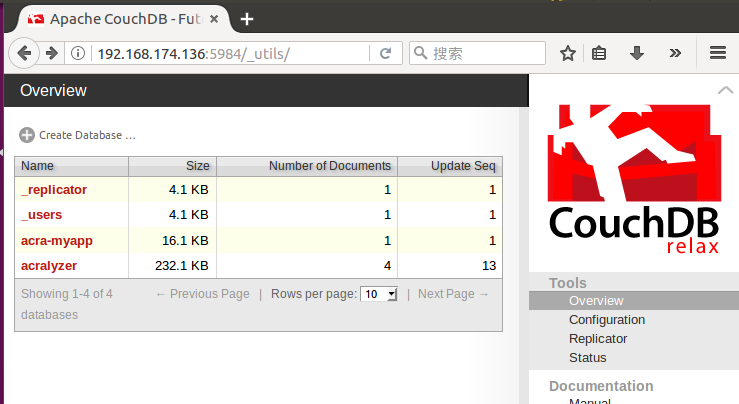 Apache CouchDB - Fut
192.168.174.136:5984/_utils/
搜索
Overview
Create Database ...
Name Size Number of Documents Update Seq
_replicator 4.1 KB 1 1
_users 4.1 KB 1 1
acra-myapp 16.1 KB 1 1
acralyzer 232.1 KB 4 13
Showing 1-4 of 4 databases
← Previous Page | Rows per page: 10 | Next Page →
CouchDB
relax
Tools
Overview
Configuration
Replicator
Status
Documentation
Manual